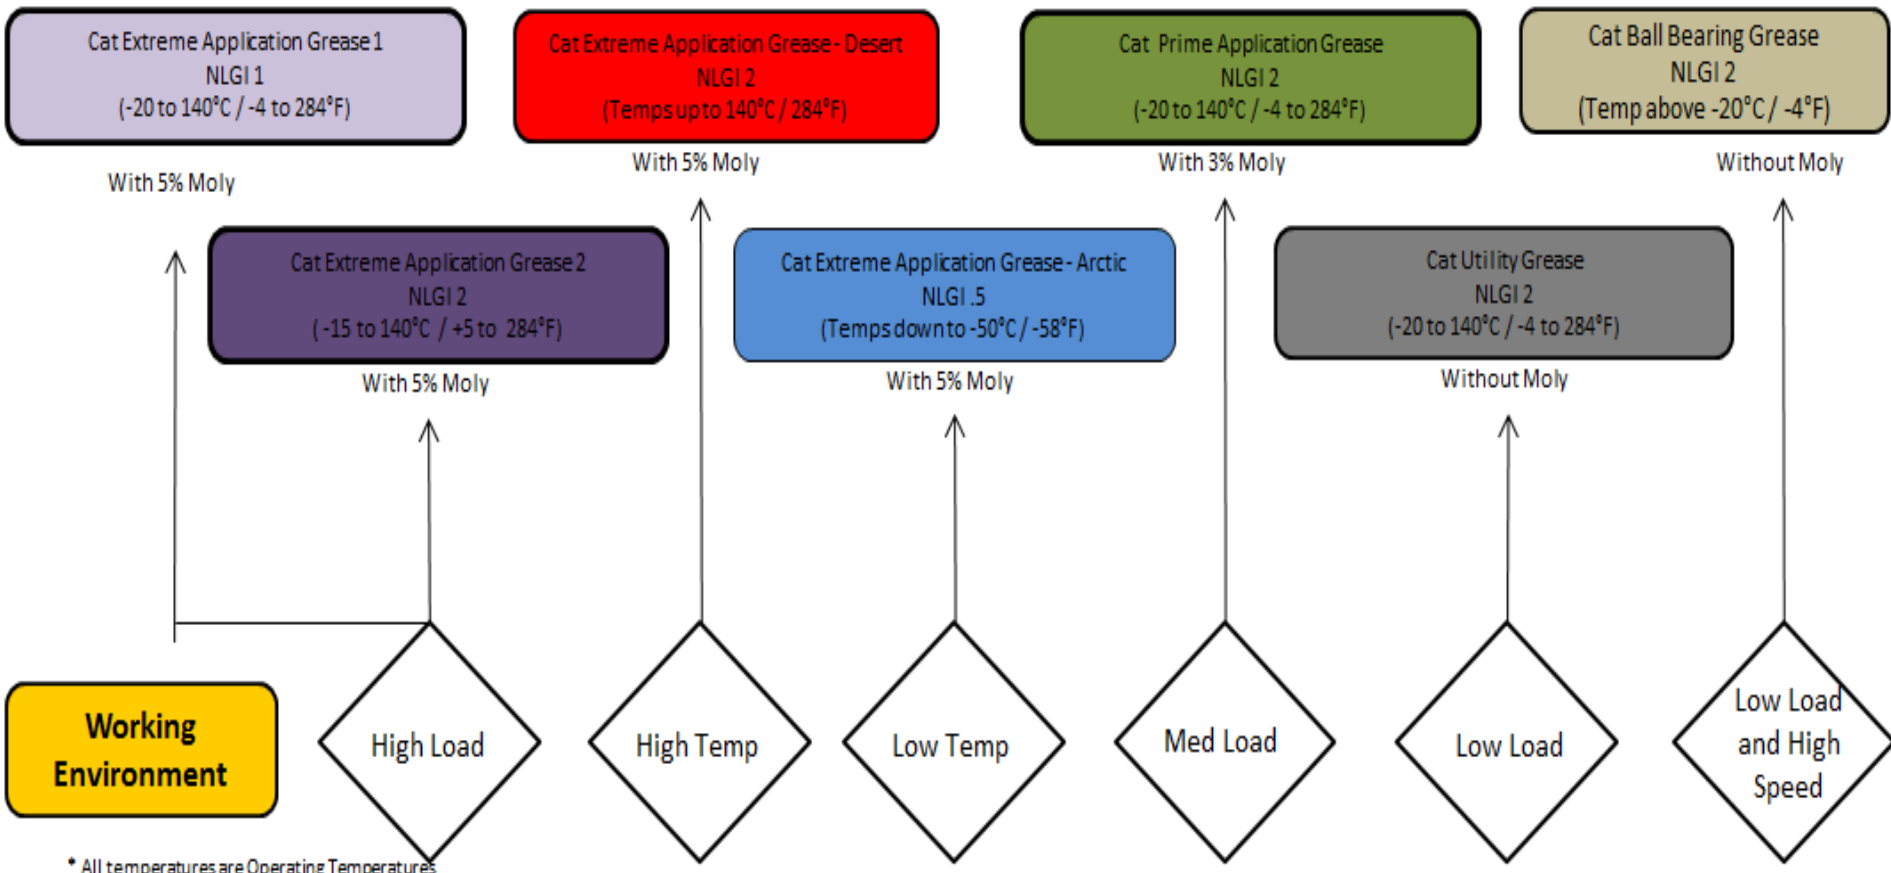 Cat Extreme Application Grease 1
NLGI 1
(-20 to 140°C / -4 to 284°F)
With 5% Moly
Cat Extreme Application Grease - Desert
NLGI 2
(Temps up to 140°C / 284°F)
With 5% Moly
Cat Prime Application Grease
NLGI 2
(-20 to 140°C / -4 to 284°F)
With 3% Moly
Cat Ball Bearing Grease
NLGI 2
(Temp above -20°C / -4°F)
Without Moly
Cat Extreme Application Grease 2
NLGI 2
( -15 to 140°C / +5 to 284°F)
With 5% Moly
Cat Extreme Application Grease - Arctic
NLGI .5
(Temps down to -50°C / -58°F)
With 5% Moly
Cat Utility Grease
NLGI 2
(-20 to 140°C / -4 to 284°F)
Without Moly
Working
Environment
High Load
High Temp
Low Temp
Med Load
Low Load
Low Load
and High
Speed
* All temperatures are Operating Temperatures